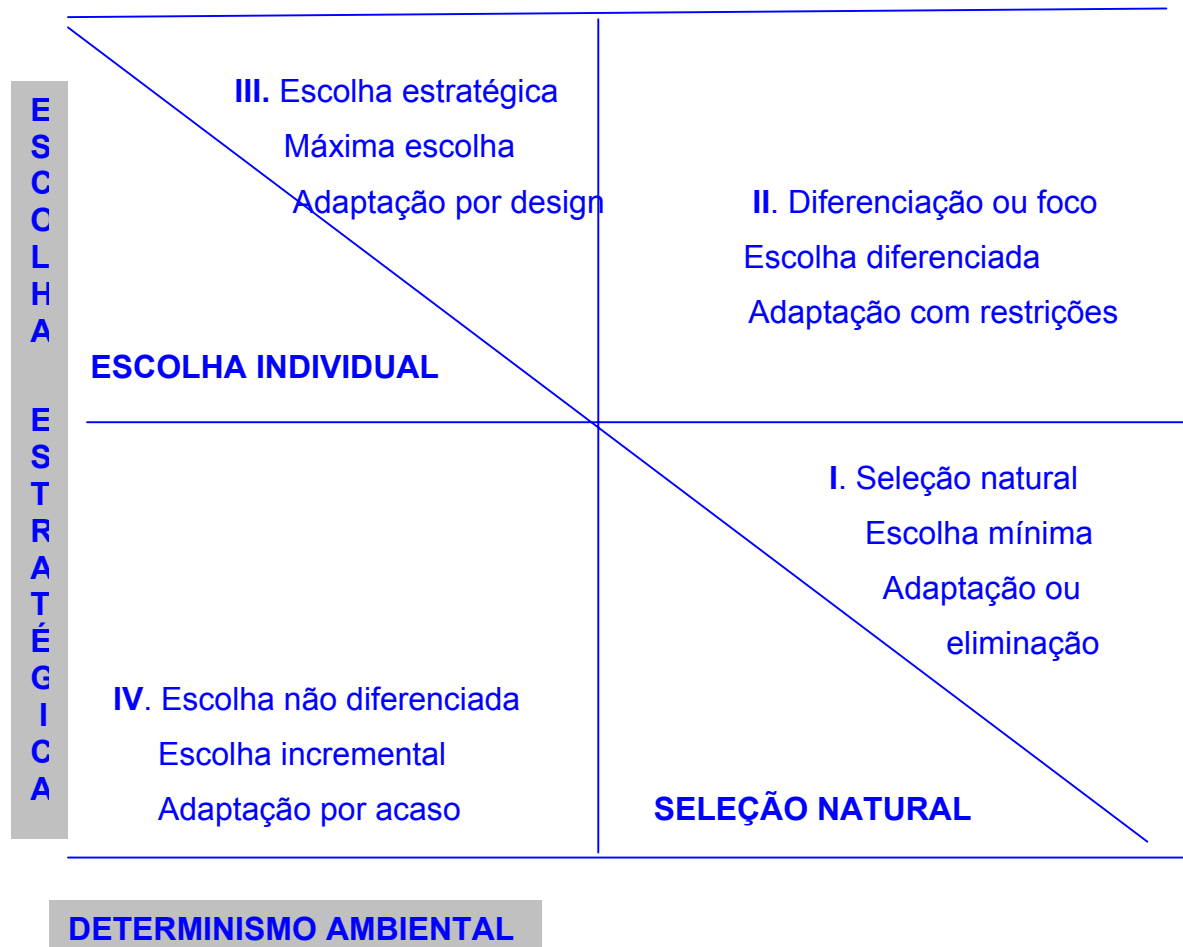 ESCOLHA ESTRATÉGICA
III. Escolha estratégica
Máxima escolha
Adaptação por design
II. Diferenciação ou foco
Escolha diferenciada
Adaptação com restrições
ESCOLHA INDIVIDUAL
I. Seleção natural
Escolha mínima
Adaptação ou
eliminação
IV. Escolha não diferenciada
Escolha incremental
Adaptação por acaso
SELEÇÃO NATURAL
DETERMINISMO AMBIENTAL